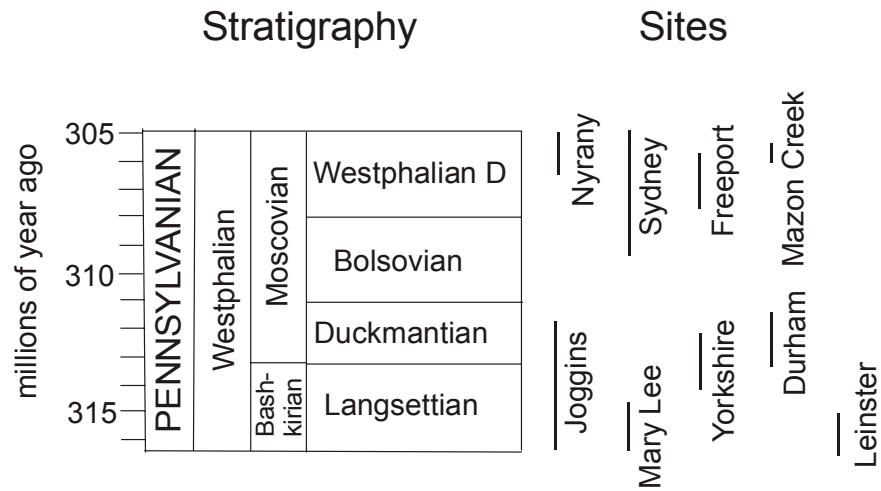 Stratigraphy
Sites
millions of year ago
305
310
315
PENNSYLVANIAN
Westphalian
Moscovian
Bash-
kirian
Westphalian D
Bolsovian
Duckmantian
Langsettian
Nyrany
Sydney
Freeport
Mazon Creek
Joggins
Mary Lee
Yorkshire
Durham
Leinster